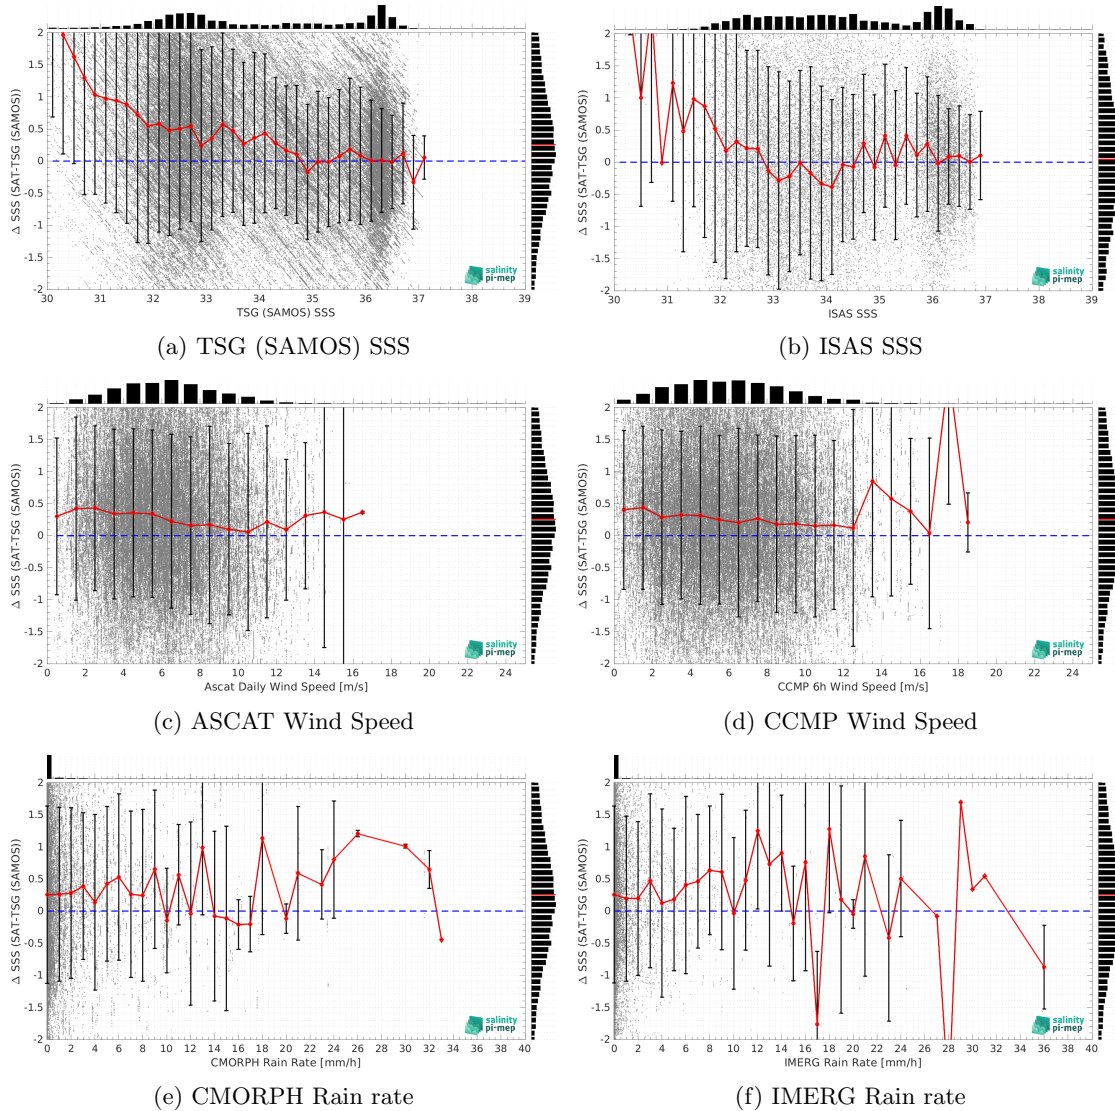 2
1.5
1
0.5
0
-0.5
-1
-1.5
-2
Δ SSS (SAT-TSG (SAMOS))
salinity
pi-mep
30 31 32 33 34 35 36 37 38 39
TSG (SAMOS) SSS
(a) TSG (SAMOS) SSS
2
1.5
1
0.5
0
-0.5
-1
-1.5
-2
Δ SSS (SAT-TSG (SAMOS))
salinity
pi-mep
30 31 32 33 34 35 36 37 38 39
ISAS SSS
(b) ISAS SSS
2
1.5
1
0.5
0
-0.5
-1
-1.5
-2
Δ SSS (SAT-TSG (SAMOS))
salinity
pi-mep
0 2 4 6 8 10 12 14 16 18 20 22 24
Ascat Daily Wind Speed [m/s]
(c) ASCAT Wind Speed
2
1.5
1
0.5
0
-0.5
-1
-1.5
-2
Δ SSS (SAT-TSG (SAMOS))
salinity
pi-mep
0 2 4 6 8 10 12 14 16 18 20 22 24
CCMP 6h Wind Speed [m/s]
(d) CCMP Wind Speed
2
1.5
1
0.5
0
-0.5
-1
-1.5
-2
Δ SSS (SAT-TSG (SAMOS))
salinity
pi-mep
0 2 4 6 8 10 12 14 16 18 20 22 24 26 28 30 32 34 36 38 40
CMORPH Rain Rate [mm/h]
(e) CMORPH Rain rate
2
1.5
1
0.5
0
-0.5
-1
-1.5
-2
Δ SSS (SAT-TSG (SAMOS))
salinity
pi-mep
0 2 4 6 8 10 12 14 16 18 20 22 24 26 28 30 32 34 36 38 40
IMERG Rain Rate [mm/h]
(f) IMERG Rain rate